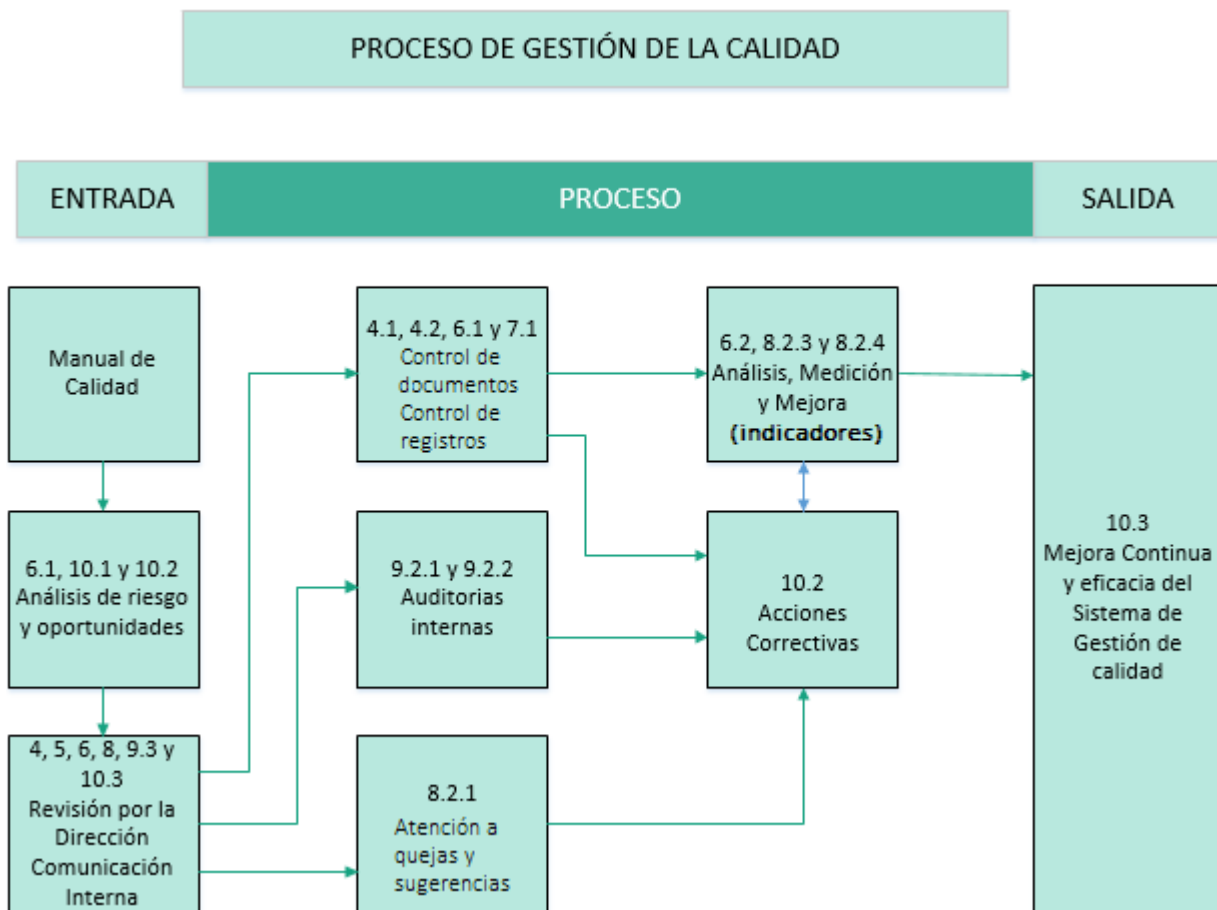 PROCESO DE GESTIÓN DE LA CALIDAD
ENTRADA
PROCESO
SALIDA
Manual de
Calidad
4.1, 4.2, 6.1 y 7.1
Control de
documentos
Control de
registros
6.2, 8.2.3 y 8.2.4
Análisis, Medición
y Mejora
(indicadores)
6.1, 10.1 y 10.2
Análisis de riesgo
y oportunidades
9.2.1 y 9.2.2
Auditorias
internas
10.2
Acciones
Correctivas
10.3
Mejora Continua
y eficacia del
Sistema de
Gestión de
calidad
4, 5, 6, 8, 9.3 y
10.3
Revisión por la
Dirección
Comunicación
Interna
8.2.1
Atención a
quejas y
sugerencias